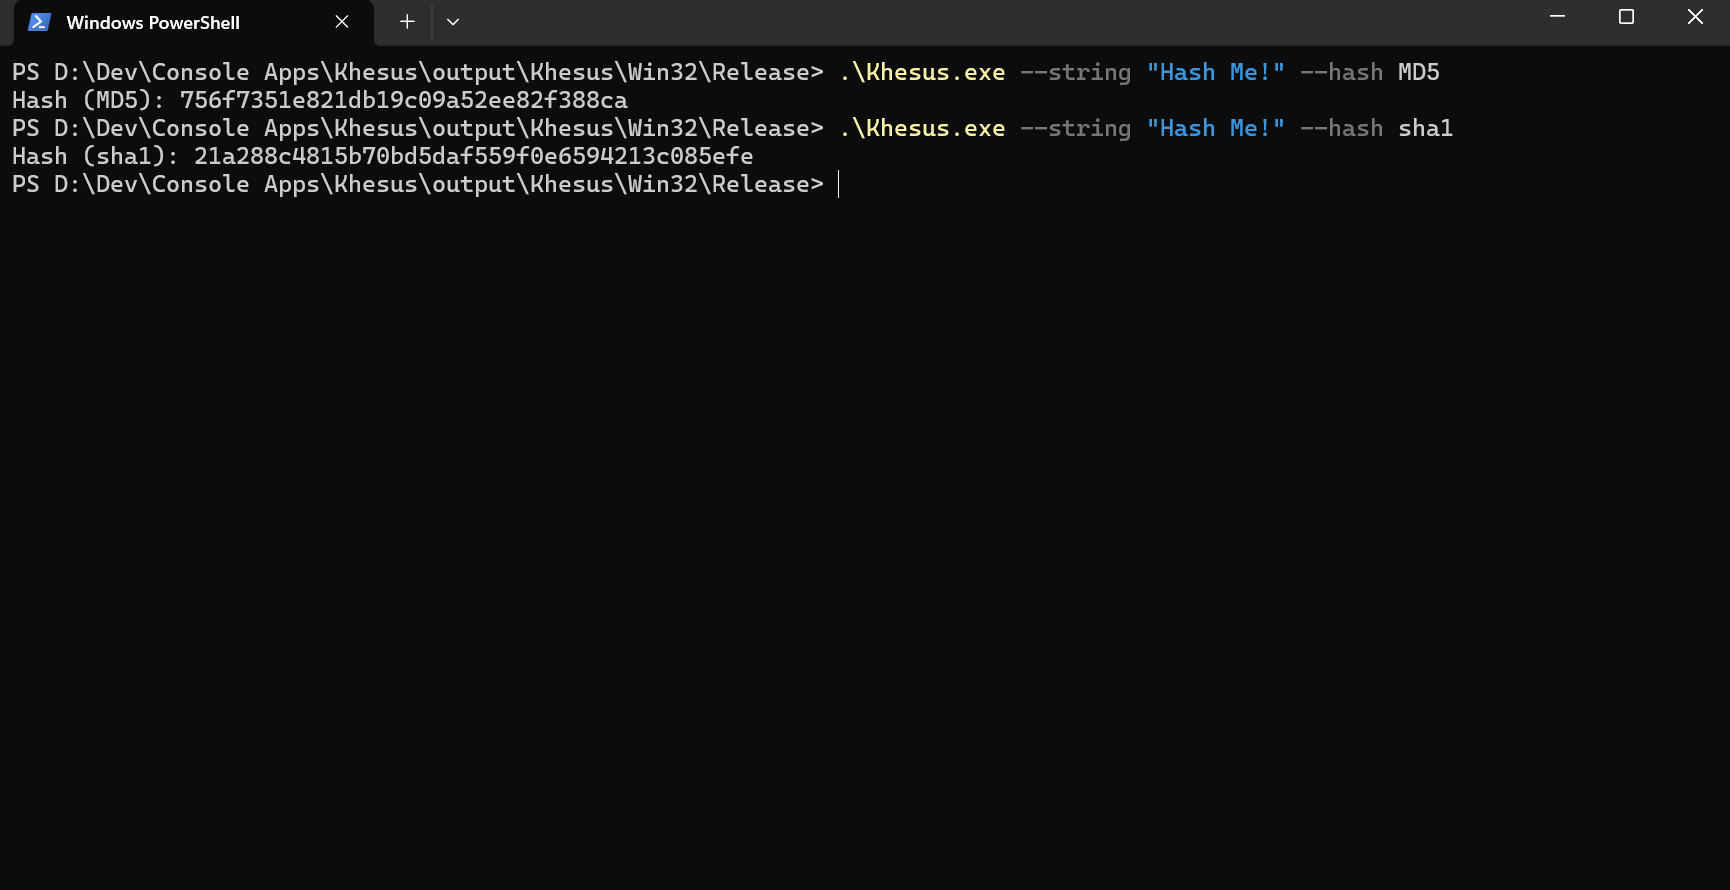 Windows PowerShell
PS D:\Dev\Console Apps\Khesus\output\Khesus\Win32\Release> .\Khesus.exe --string "Hash Me!" --hash MD5
Hash (MD5): 756f7351e821db19c09a52ee82f388ca
PS D:\Dev\Console Apps\Khesus\output\Khesus\Win32\Release> .\Khesus.exe --string "Hash Me!" --hash sha1
Hash (sha1): 21a288c4815b70bd5daf559f0e6594213c085efe
PS D:\Dev\Console Apps\Khesus\output\Khesus\Win32\Release>